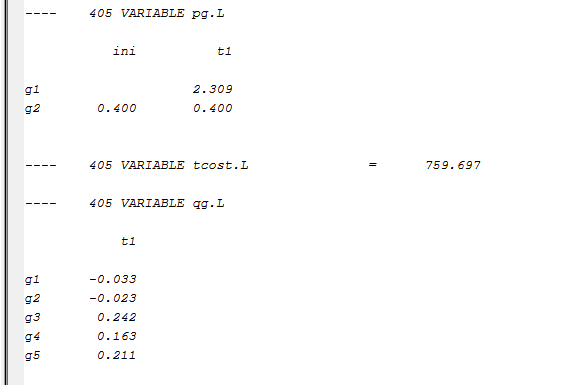 ---- 405 VARIABLE pg.L
ini t1
g1 2.309
g2 0.400 0.400
---- 405 VARIABLE tcost.L = 759.697
---- 405 VARIABLE qg.L
t1
g1 -0.033
g2 -0.023
g3 0.242
g4 0.163
g5 0.211